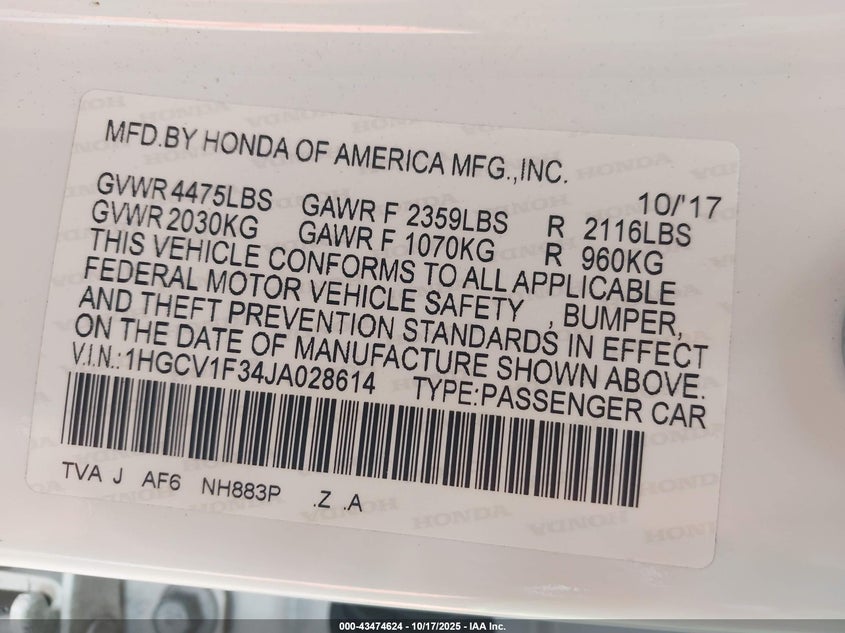 MFD.BY HONDA OF AMERICA MFG.,INC.
10/'17
GVWR 4475LBS GAWR F 2359LBS R 2116LBS
GVWR 2030KG GAWR F 1070KG R 960KG
THIS VEHICLE CONFORMS TO ALL APPLICABLE
FEDERAL MOTOR VEHICLE SAFETY , BUMPER,
AND THEFT PREVENTION STANDARDS IN EFFECT
ON THE DATE OF MANUFACTURE SHOWN ABOVE.
V.I.N.:1HGCV1F34JA028614 TYPE:PASSENGER CAR
TVA J AF6 NH883P .Z .A
000-43474624 | 10/17/2025 - IAA Inc.